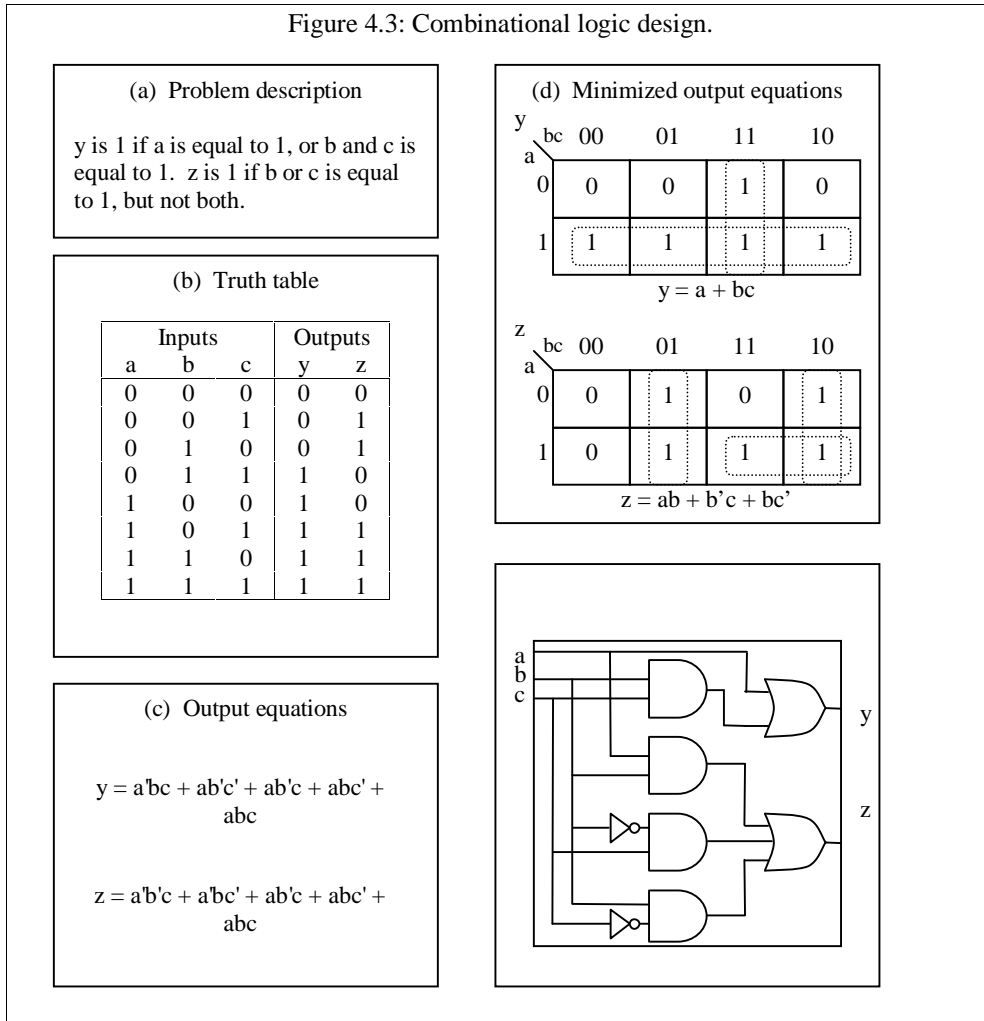 Figure 4.3: Combinational logic design.
(a) Problem description
y is 1 if a is equal to 1, or b and c is
equal to 1. z is 1 if b or c is equal
to 1, but not both.
(b) Truth table
Inputs Outputs
a b c y z
0 0 0 0 0
0 0 1 0 1
0 1 0 0 1
0 1 1 1 0
1 0 0 1 0
1 0 1 1 1
1 1 0 1 1
1 1 1 1 1
(c) Output equations
y = a'bc + ab'c' + ab'c + abc' +
abc
z = a'b'c + a'bc' + ab'c + abc' +
abc
(d) Minimized output equations
y
bc 00 01 11 10
a
0 0 0 1 0
1 1 1 1 1
y = a + bc
z
bc 00 01 11 10
a
0 0 1 0 1
1 0 1 1 1
z = ab + b’c + bc’
a
b
c
y
z